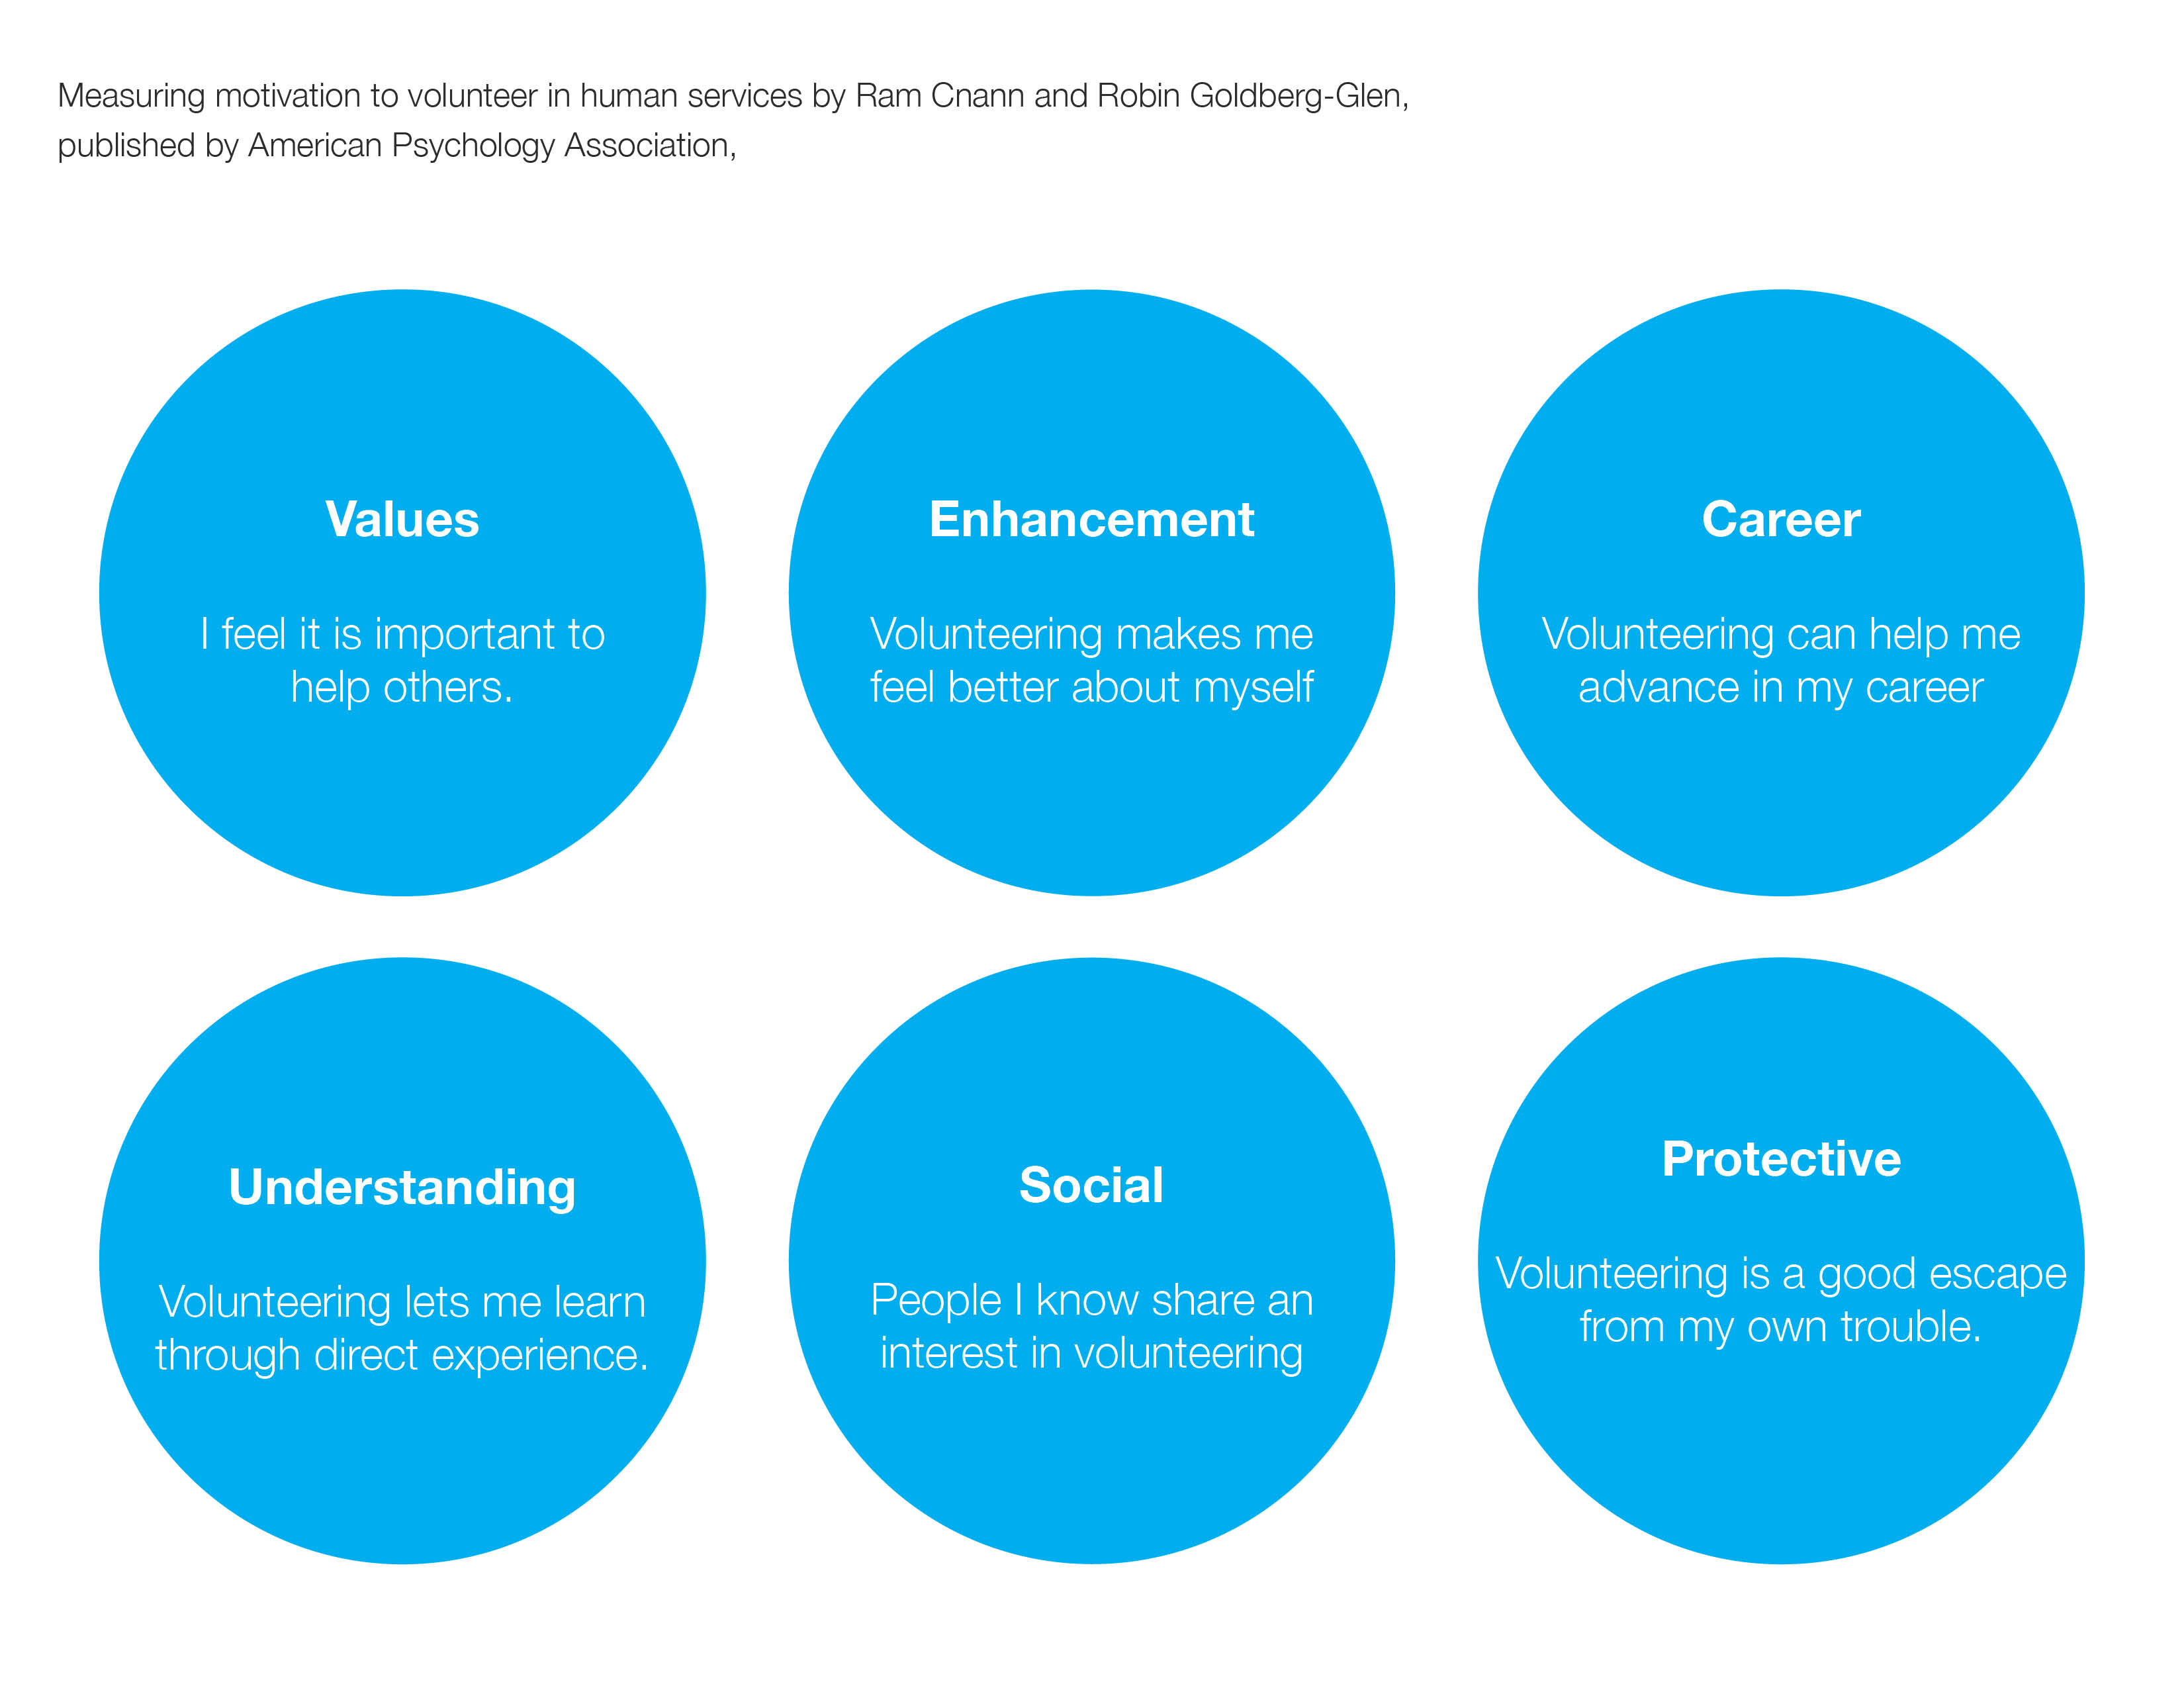 Measuring motivation to volunteer in human services by Ram Cnann and Robin Goldberg-Glen,
published by American Psychology Association,
Values
I feel it is important to
help others.
Enhancement
Volunteering makes me
feel better about myself
Career
Volunteering can help me
advance in my career
Understanding
Volunteering lets me learn
through direct experience.
Social
People I know share an
interest in volunteering
Protective
Volunteering is a good escape
from my own trouble.